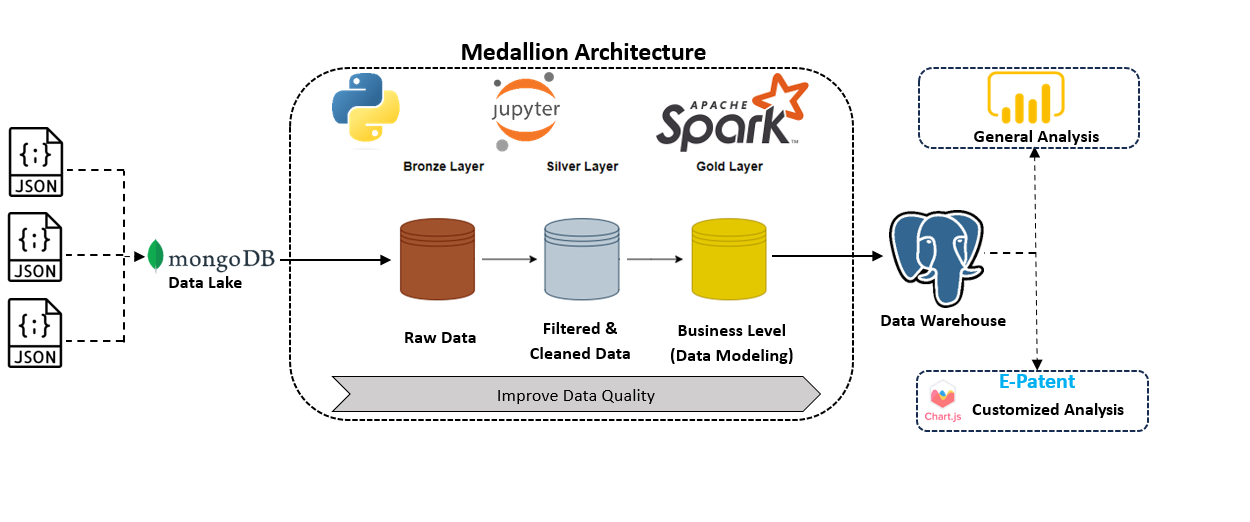 Medallion Architecture
jupyter
APACHE
Spark
TM
Bronze Layer
Silver Layer
Gold Layer
{;}
JSON
{;}
JSON
{;}
JSON
mongoDB
Data Lake
Raw Data
Filtered &
Cleaned Data
Business Level
(Data Modeling)
Improve Data Quality
Data Warehouse
General Analysis
E-Patent
Chart.js
Customized Analysis